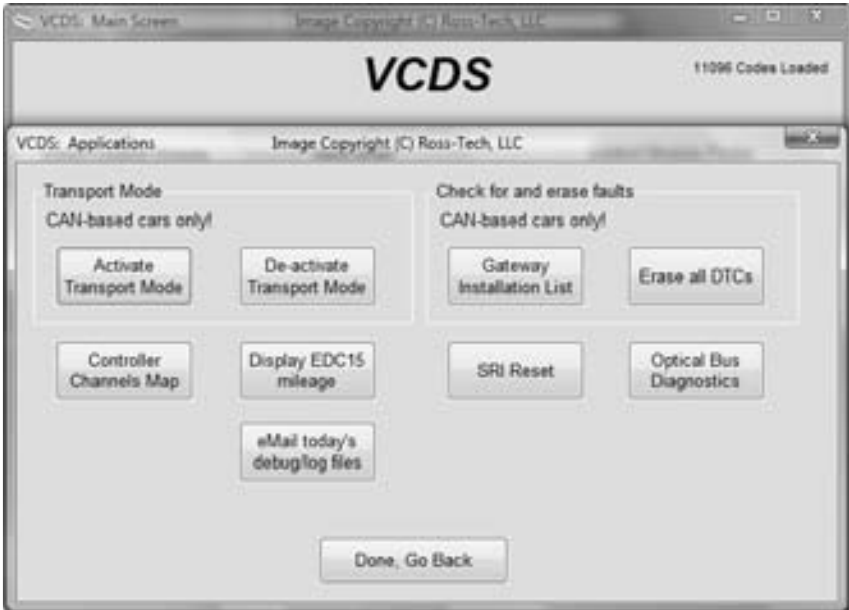 VCDS: Main Screen
Image Copyright (C) Ross-Tech, LLC
VCDS
11096 Codes Loaded
VCDS: Applications
Image Copyright (C) Ross-Tech, LLC
Transport Mode
CAN-based cars only!
Activate
Transport Mode
De-activate
Transport Mode
Check for and erase faults
CAN-based cars only!
Gateway
Installation List
Erase all DTCs
Controller
Channels Map
Display EDC15
mileage
SRI Reset
Optical Bus
Diagnostics
eMail today's
debug/log files
Done, Go Back